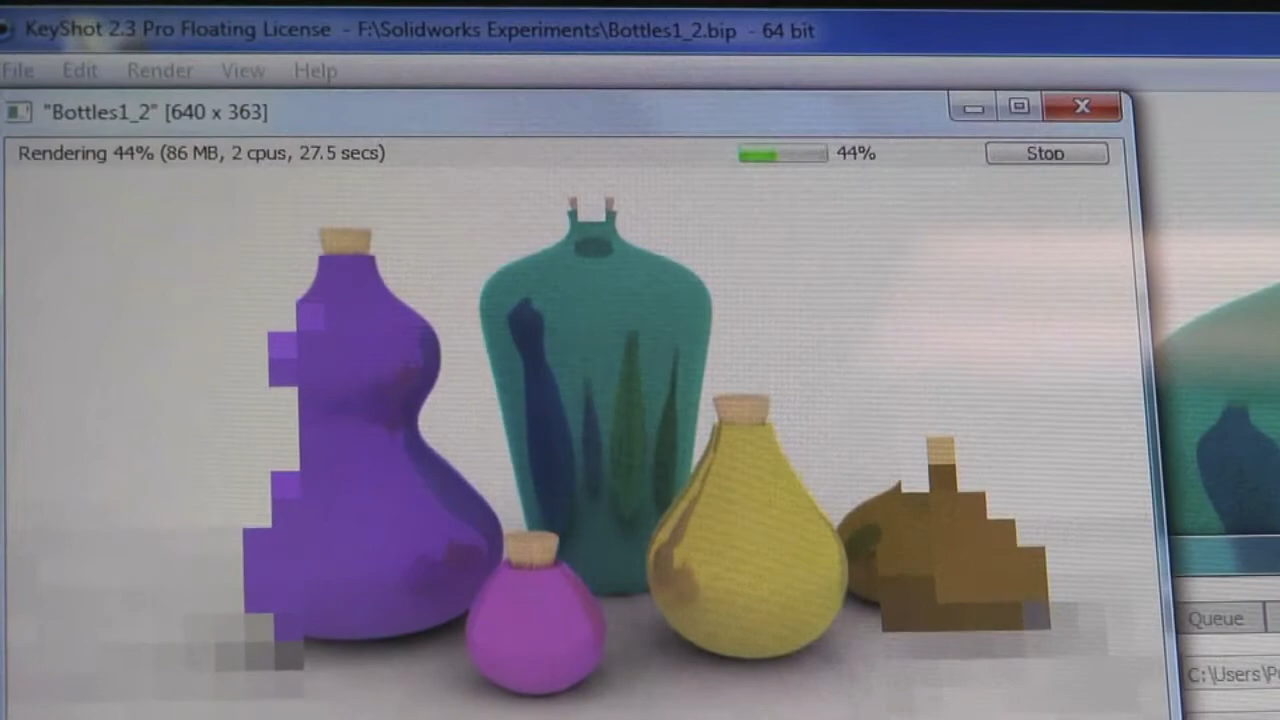 KeyShot 2.3 Pro Floating License - F:\Solidworks Experiments\Bottles1_2.bip - 64 bit
File Edit Render View Help
"Bottles1_2" [640 x 363]
Rendering 44% (86 MB, 2 cpus, 27.5 secs) 44% Stop
Queue
C:\Users\P